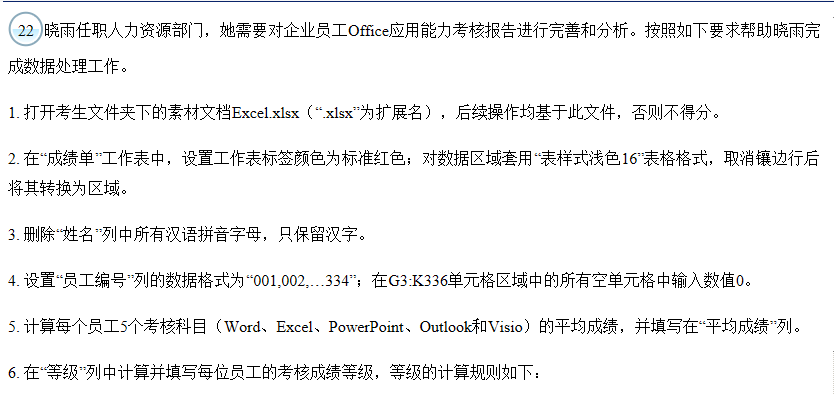 22 晓雨任职人力资源部门，她需要对企业员工Office应用能力考核报告进行完善和分析。按照如下要求帮助晓雨完
成数据处理工作。
1. 打开考生文件夹下的素材文档Excel.xlsx（“.xlsx”为扩展名），后续操作均基于此文件，否则不得分。
2. 在“成绩单”工作表中，设置工作表标签颜色为标准红色；对数据区域套用“表样式浅色16”表格格式，取消镶边行后
将其转换为区域。
3. 删除“姓名”列中所有汉语拼音字母，只保留汉字。
4. 设置“员工编号”列的数据格式为“001,002,…334”；在G3:K336单元格区域中的所有空单元格中输入数值0。
5. 计算每个员工5个考核科目（Word、Excel、PowerPoint、Outlook和Visio）的平均成绩，并填写在“平均成绩”列。
6. 在“等级”列中计算并填写每位员工的考核成绩等级，等级的计算规则如下：